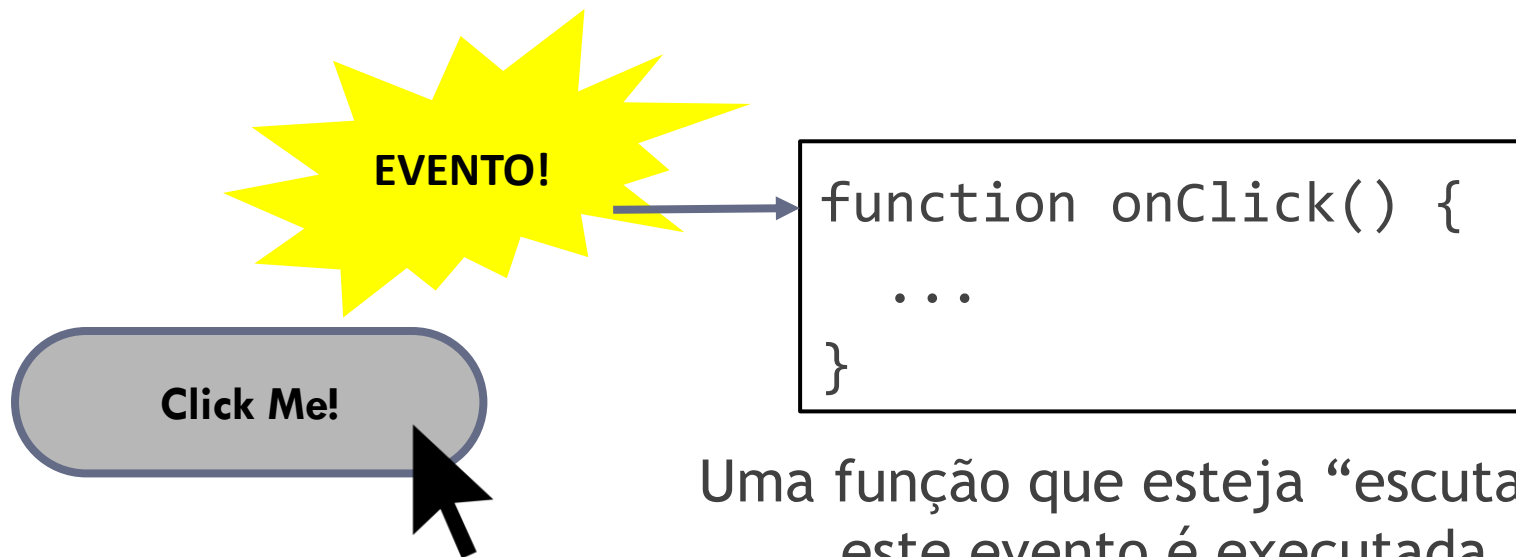 EVENTO!
function onClick() {
...
}
Click Me!
Uma função que esteja “escuta
este evento é executada